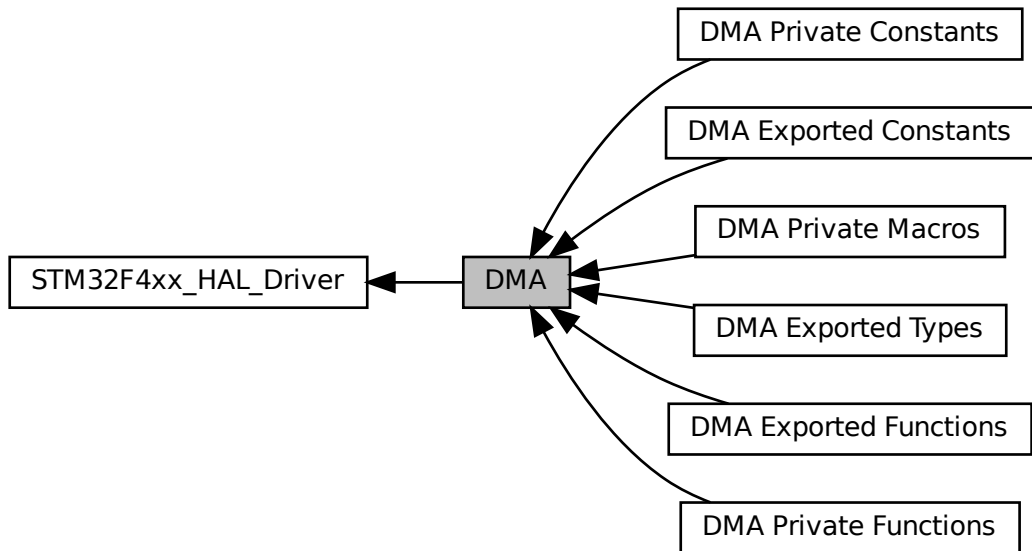 DMA Private Constants
DMA Exported Constants
DMA Private Macros
STM32F4xx_HAL_Driver
DMA
DMA Exported Types
DMA Exported Functions
DMA Private Functions